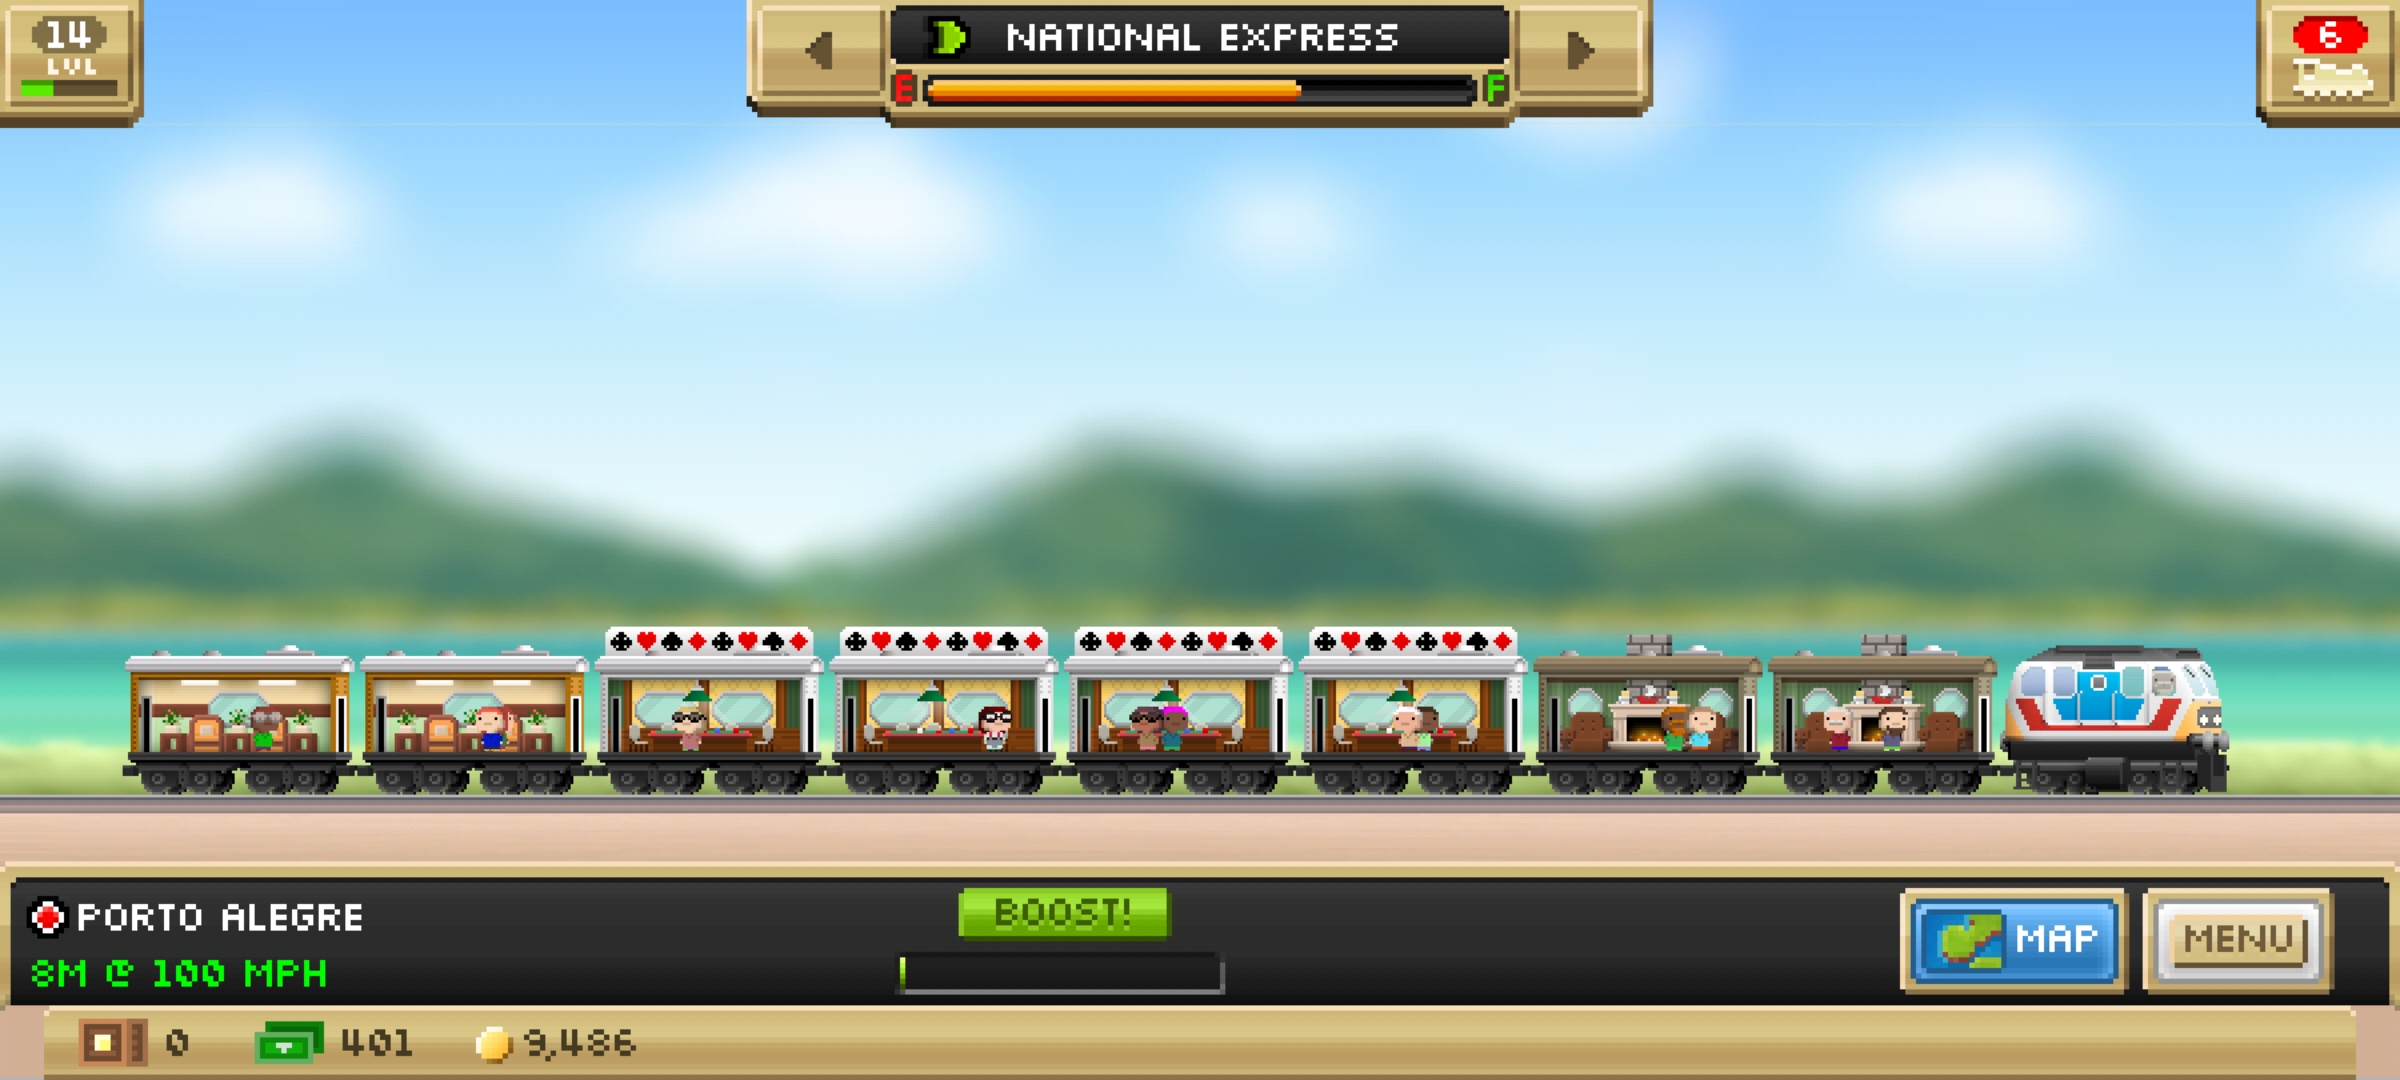 14
LVL
NATIONAL EXPRESS
E F
6
PORTO ALEGRE
8M @ 100 MPH
BOOST!
MAP
MENU
0
401
9,486